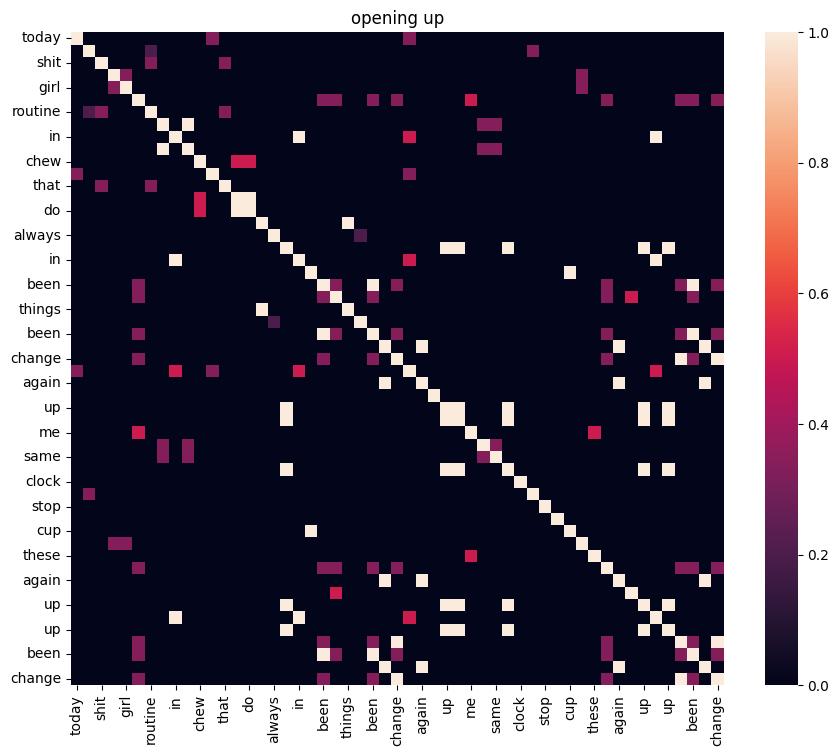 opening up
today
shit
girl
routine
in
chew
that
do
always
in
been
things
been
change
again
up
me
same
clock
stop
cup
these
again
up
up
been
change
1.0
0.8
0.6
0.4
0.2
0.0
today
shit
girl
routine
in
chew
that
do
always
in
been
things
been
change
again
up
me
same
clock
stop
cup
these
again
up
up
been
change